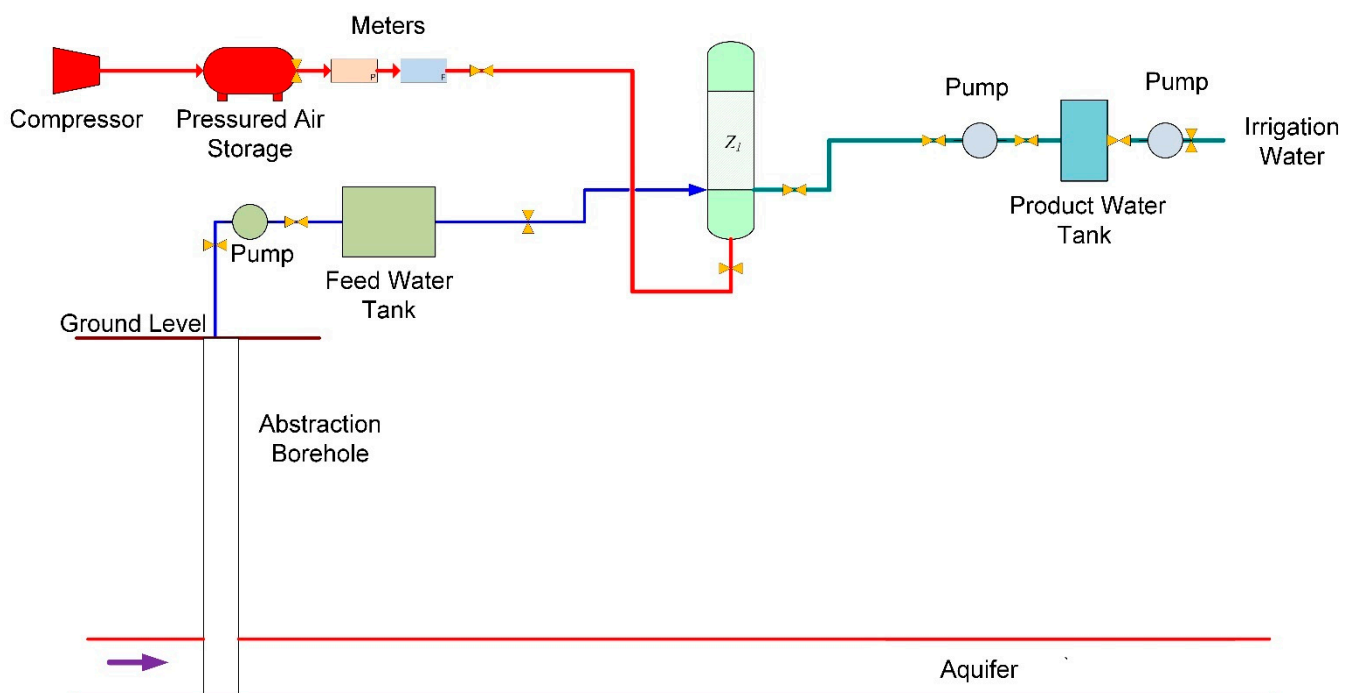 Meters
P
F
Compressor
Pressured Air
Storage
Z1
Pump
Pump
Irrigation
Water
Product Water
Tank
Pump
Feed Water
Tank
Ground Level
Abstraction
Borehole
Aquifer